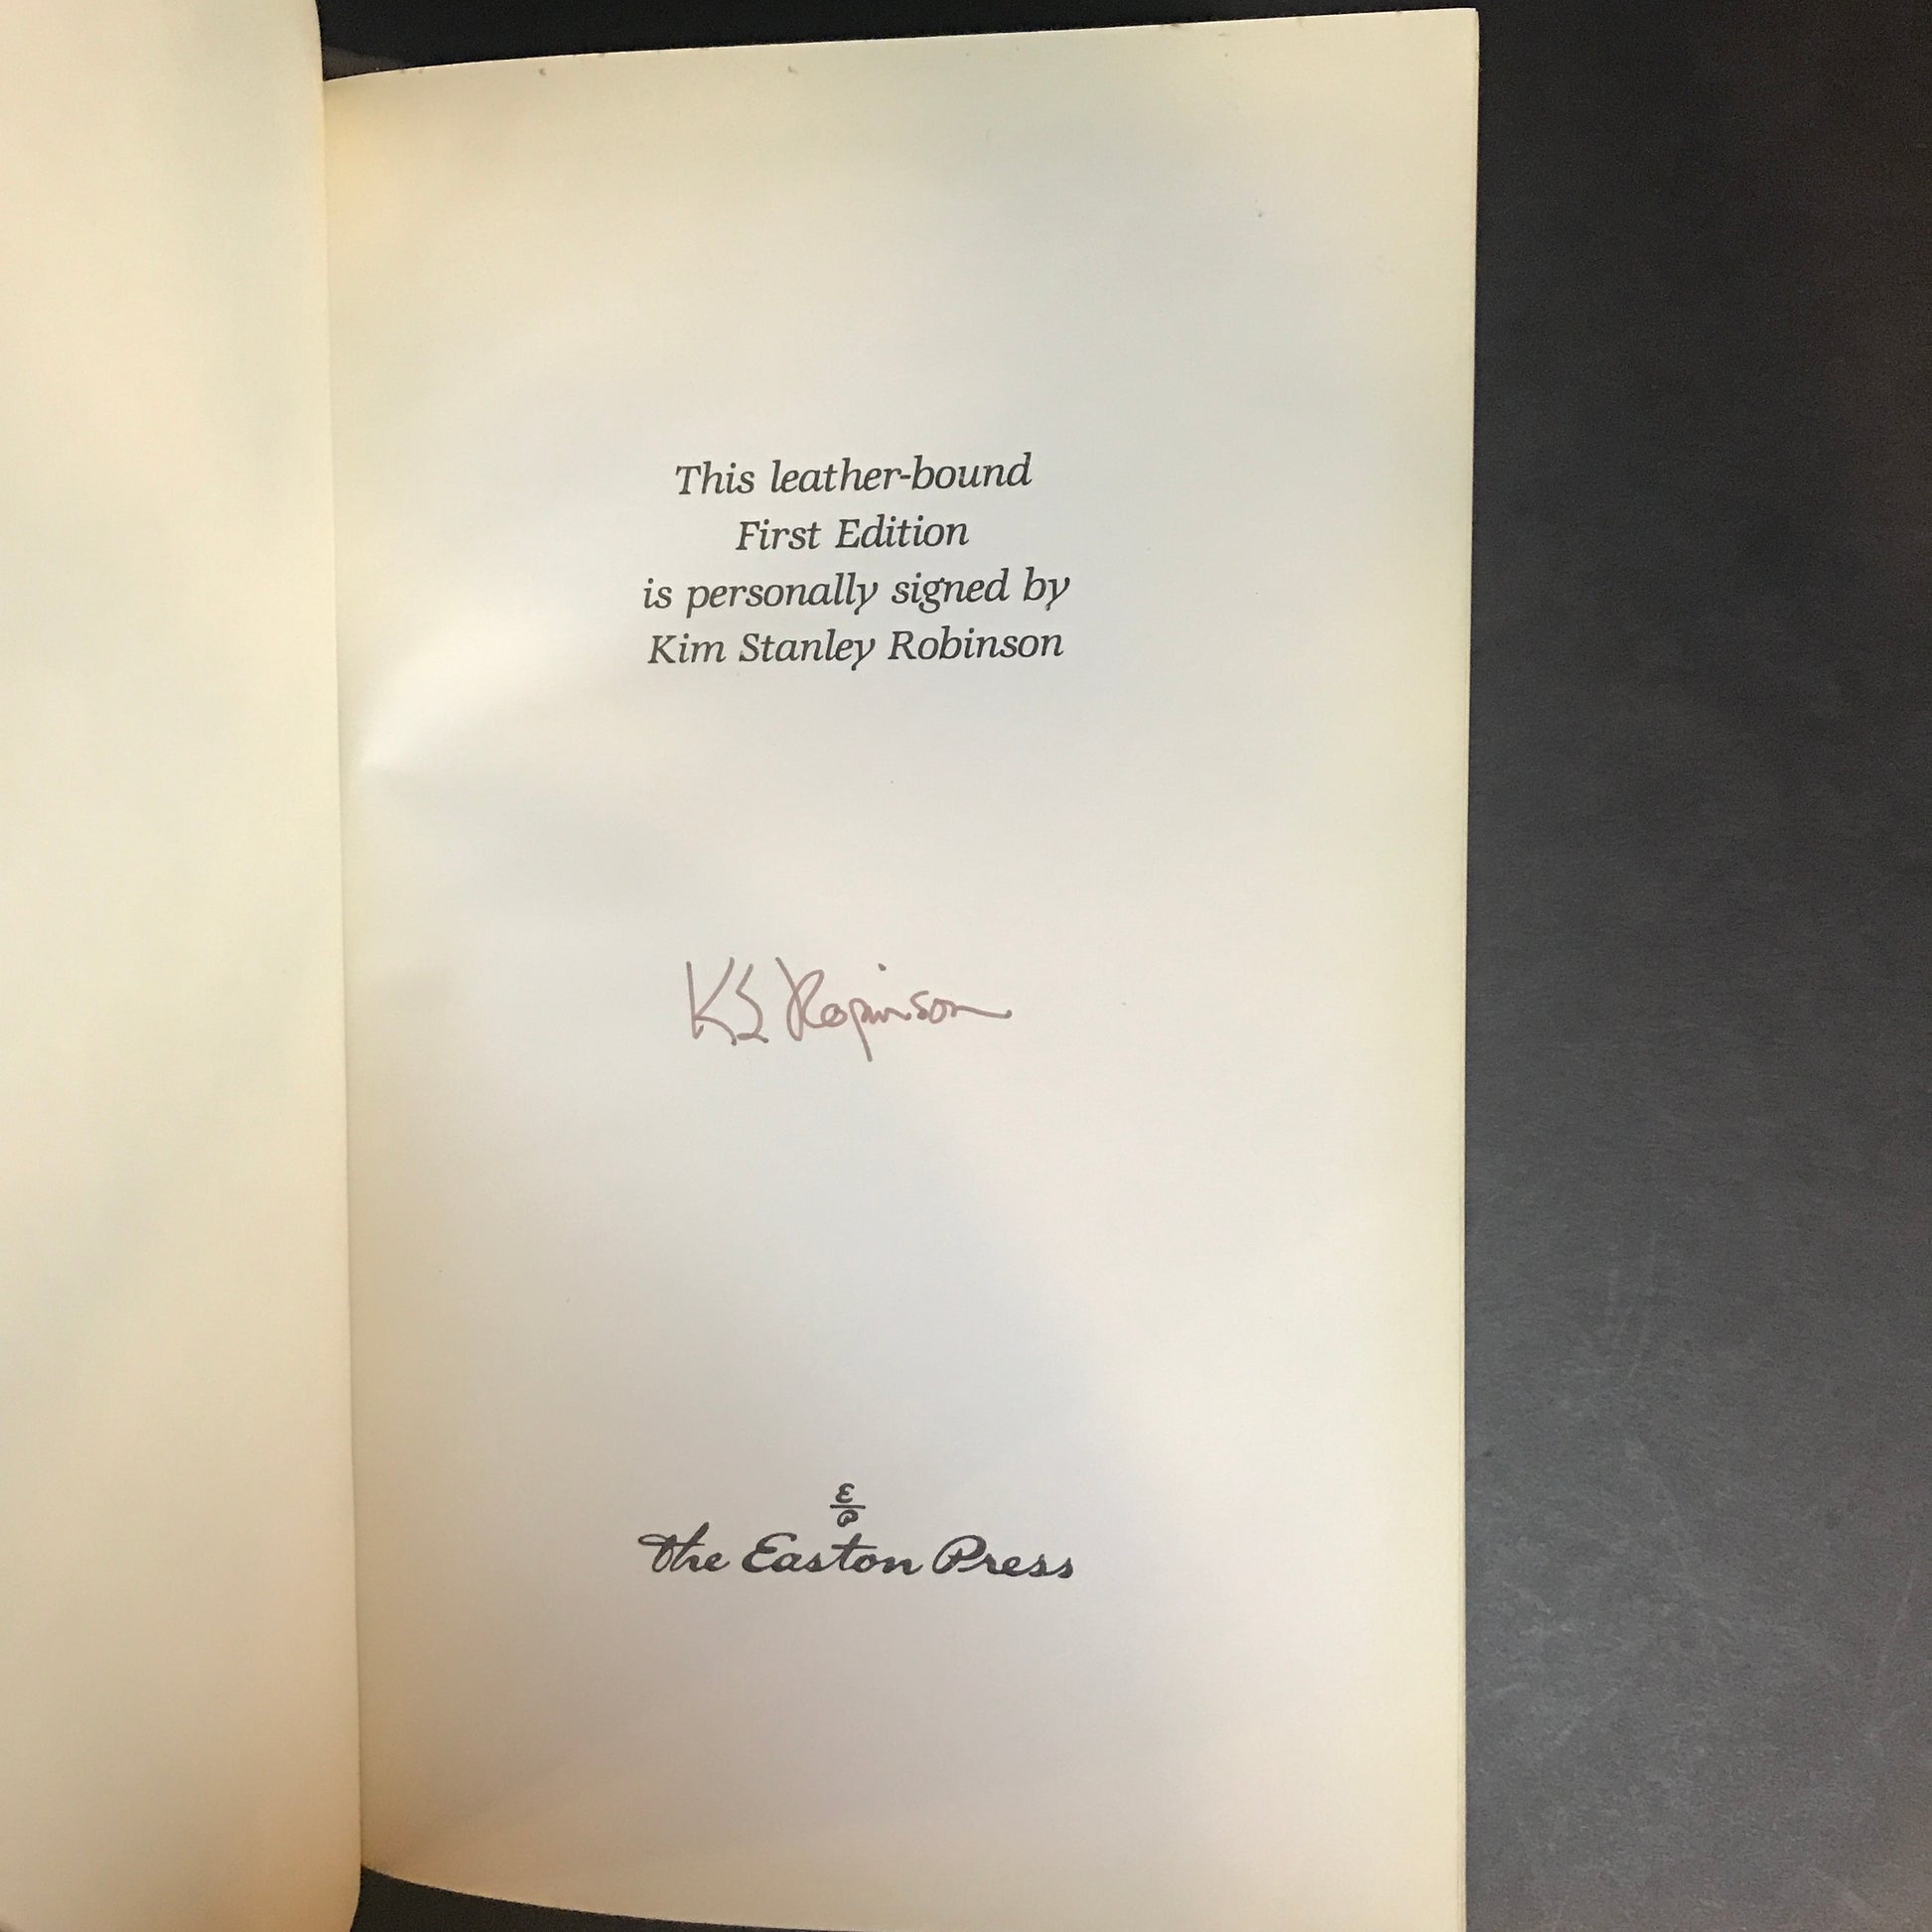 This leather-bound
First Edition
is personally signed by
Kim Stanley Robinson
KS Robinson
E
P
The Easton Press